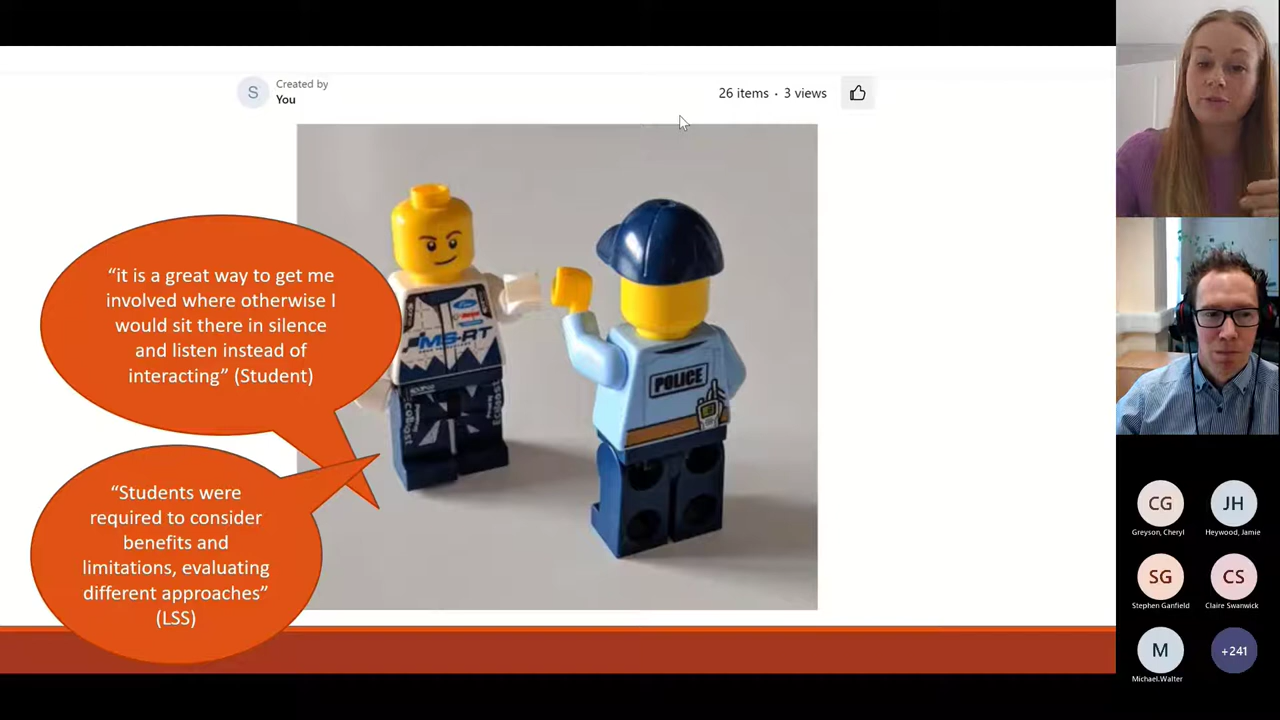 Created by
You
S
26 items · 3 views
“it is a great way to get me
involved where otherwise I
would sit there in silence
and listen instead of
interacting” (Student)
“Students were
required to consider
benefits and
limitations, evaluating
different approaches”
(LSS)
Ford
MS-RT
POLICE
CG
Greyson, Cheryl
JH
Heywood, Jamie
SG
Stephen Ganfield
CS
Claire Swanwick
M
Michael.Walter
+241